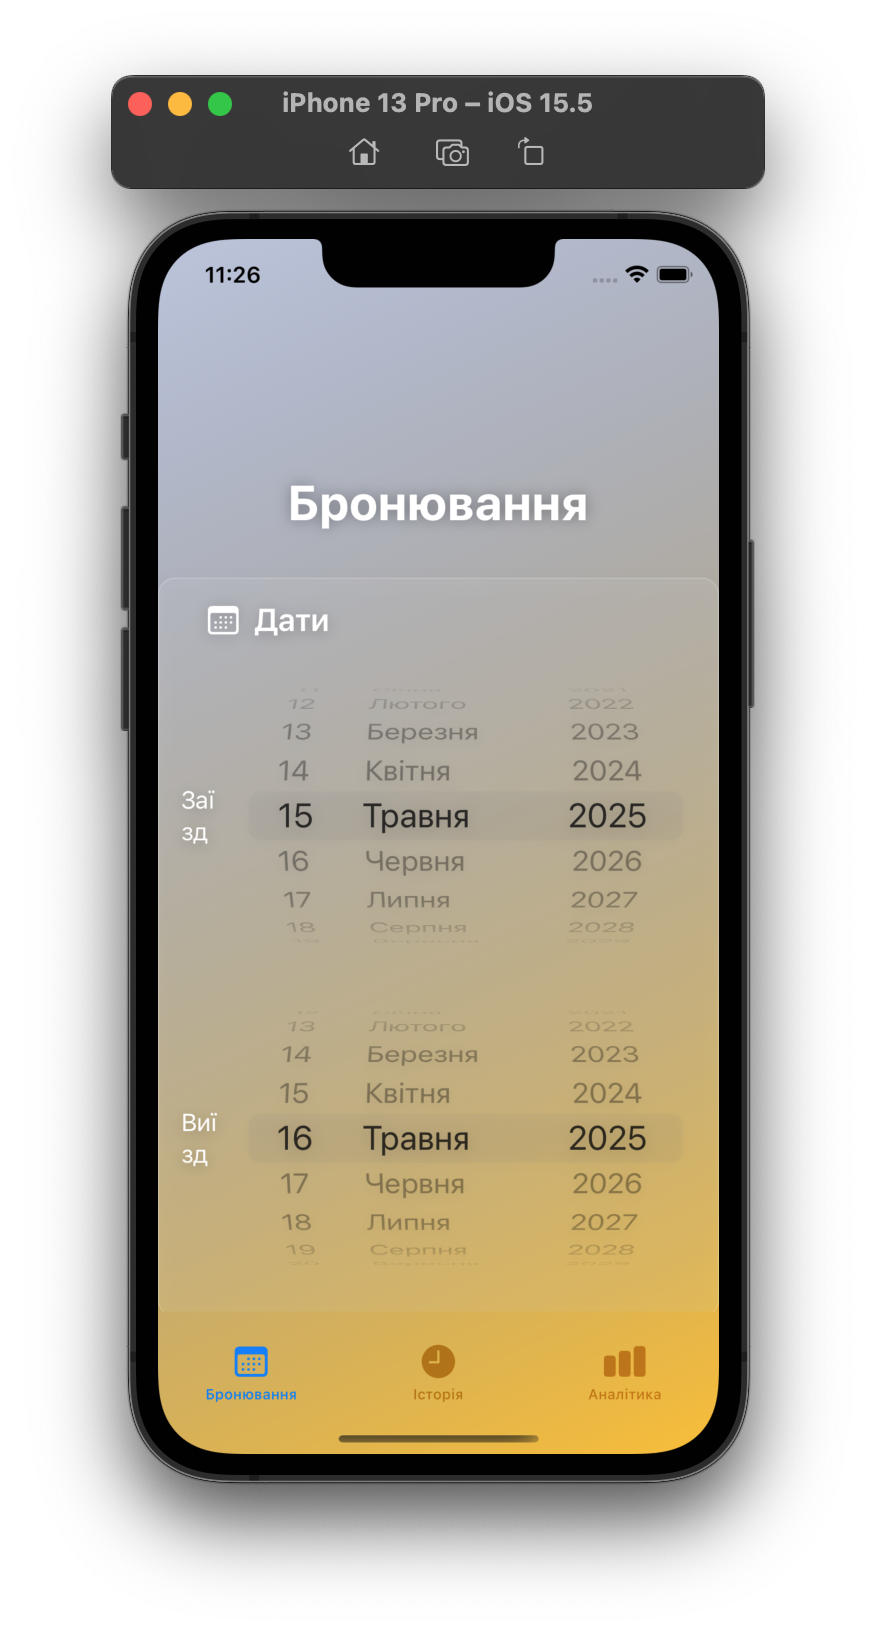 iPhone 13 Pro – iOS 15.5
11:26
Бронювання
Дати
12 Лютого 2022
13 Березня 2023
14 Квітня 2024
Заї
зд
15 Травня 2025
16 Червня 2026
17 Липня 2027
18 Серпня 2028
13 Лютого 2022
14 Березня 2023
15 Квітня 2024
Виї
зд
16 Травня 2025
17 Червня 2026
18 Липня 2027
19 Серпня 2028
Бронювання Історія Аналітика